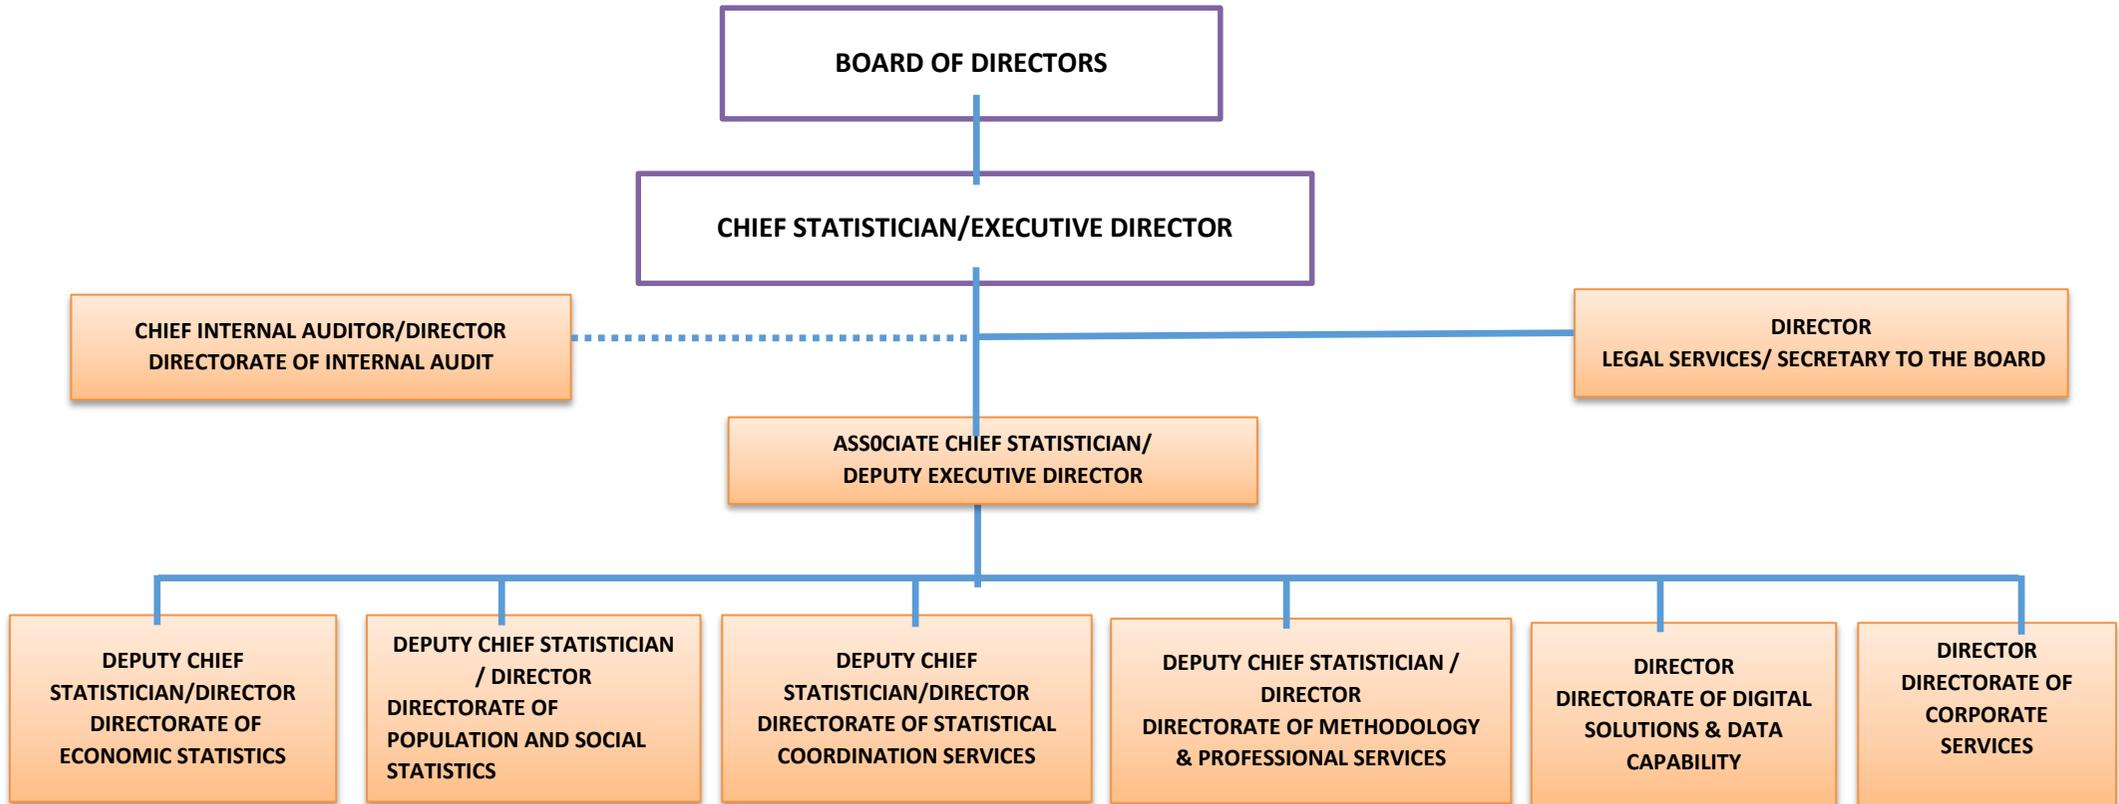 BOARD OF DIRECTORS
CHIEF STATISTICIAN/EXECUTIVE DIRECTOR
CHIEF INTERNAL AUDITOR/DIRECTOR
DIRECTORATE OF INTERNAL AUDIT
DIRECTOR
LEGAL SERVICES/ SECRETARY TO THE BOARD
ASS0CIATE CHIEF STATISTICIAN/
DEPUTY EXECUTIVE DIRECTOR
DEPUTY CHIEF
STATISTICIAN/DIRECTOR
DIRECTORATE OF
ECONOMIC STATISTICS
DEPUTY CHIEF STATISTICIAN
/ DIRECTOR
DIRECTORATE OF
POPULATION AND SOCIAL
STATISTICS
DEPUTY CHIEF
STATISTICIAN/DIRECTOR
DIRECTORATE OF STATISTICAL
COORDINATION SERVICES
DEPUTY CHIEF STATISTICIAN /
DIRECTOR
DIRECTORATE OF METHODOLOGY
& PROFESSIONAL SERVICES
DIRECTOR
DIRECTORATE OF DIGITAL
SOLUTIONS & DATA
CAPABILITY
DIRECTOR
DIRECTORATE OF
CORPORATE
SERVICES